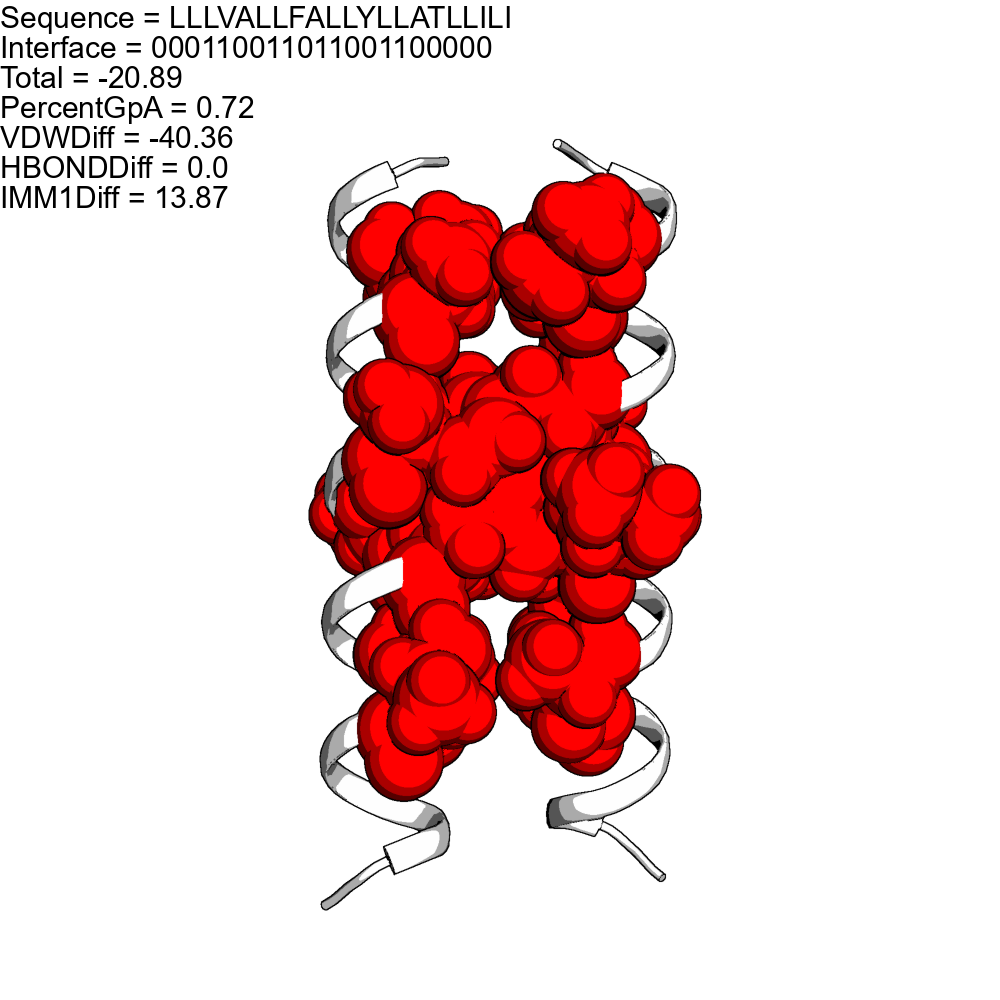 Sequence = LLLVALLFALLYLLATLLILI
Interface = 000110011011001100000
Total = -20.89
PercentGpA = 0.72
VDWDiff = -40.36
HBONDDiff = 0.0
IMM1Diff = 13.87